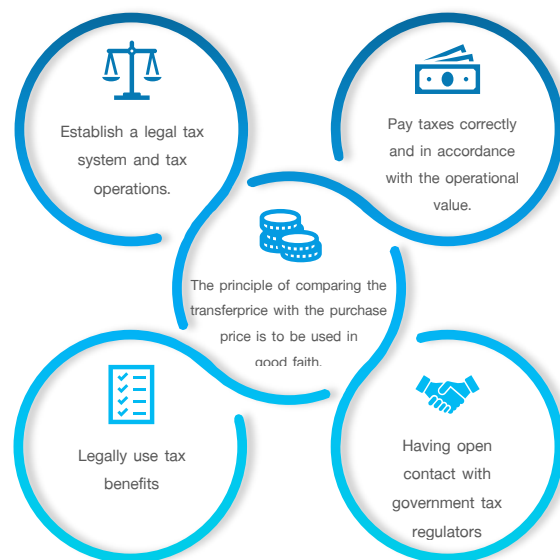 Establish a legal tax
system and tax
operations.
Pay taxes correctly
and in accordance
with the operational
value.
The principle of comparing the
transferprice with the purchase
price is to be used in
good faith.
Legally use tax
benefits
Having open
contact with
government tax
regulators